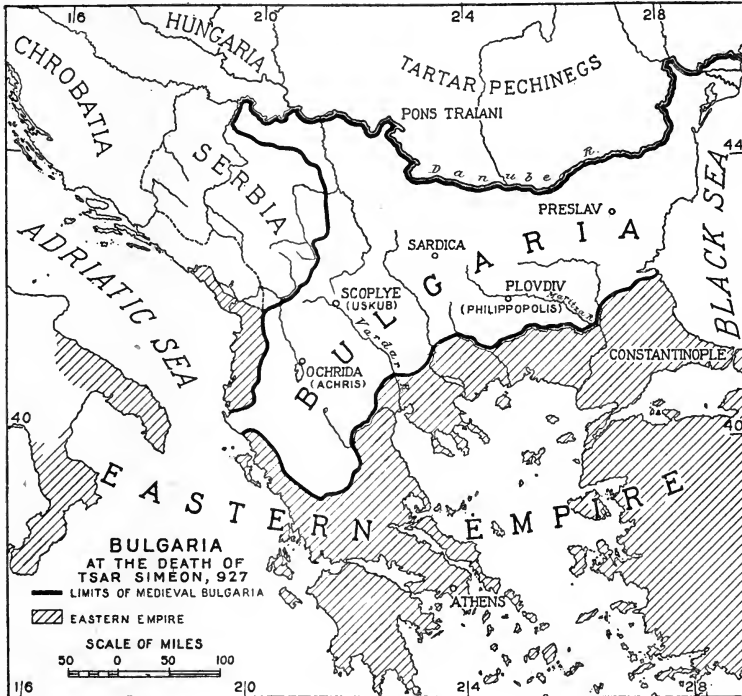 16
20
24
28
HUNGARIA
CHROBATIA
TARTAR PECHINEGS
PONS TRAIANI
44
44
Danube R.
SERBIA
BLACK SEA
PRESLAV
ADRIATIC SEA
SARDICA
BULGARIA
PLOVDIV
(PHILIPPOPOLIS)
Maritza R.
SCOPLYE
(USKUB)
Vardar R.
CONSTANTINOPLE
OCHRIDA
(ACHRIS)
40
40
EASTERN EMPIRE
BULGARIA
AT THE DEATH OF
TSAR SIMEON, 927
LIMITS OF MEDIEVAL BULGARIA
EASTERN EMPIRE
SCALE OF MILES
50 0 50 100
ATHENS
16
20
24
28